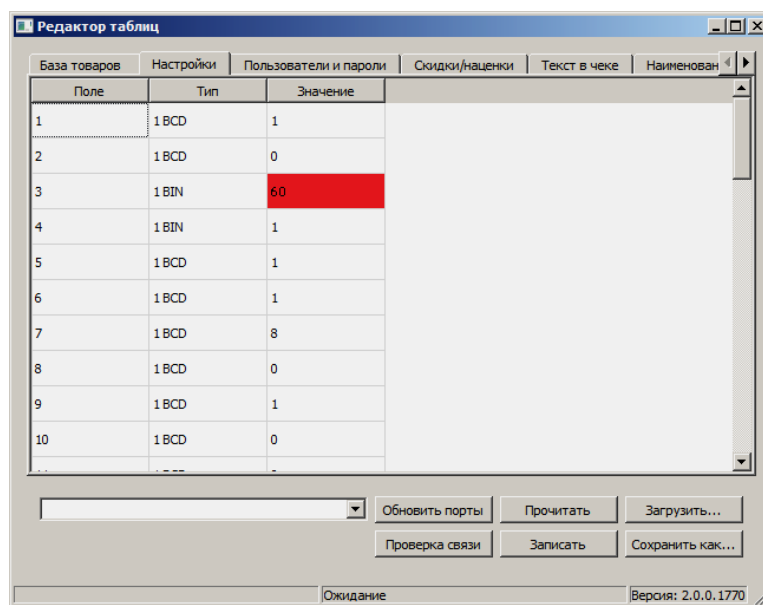 Редактор таблиц
База товаров Настройки Пользователи и пароли Скидки/наценки Текст в чеке Наименован
Поле Тип Значение
1 1 BCD 1
2 1 BCD 0
3 1 BIN 60
4 1 BIN 1
5 1 BCD 1
6 1 BCD 1
7 1 BCD 8
8 1 BCD 0
9 1 BCD 1
10 1 BCD 0
Обновить порты Прочитать Загрузить...
Проверка связи Записать Сохранить как...
Ожидание Версия: 2.0.0.1770